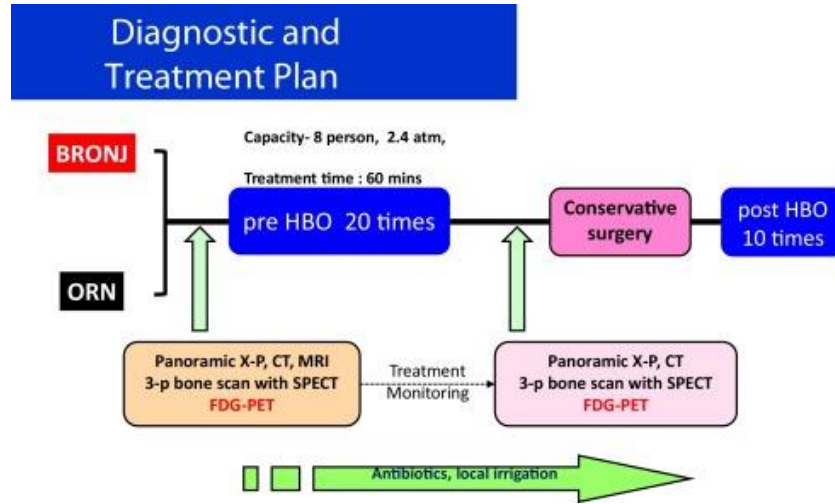 Diagnostic and
Treatment Plan
Capacity- 8 person, 2.4 atm,
BRONJ
Treatment time : 60 mins
pre HBO 20 times
Conservative
surgery
post HBO
10 times
ORN
Panoramic X-P, CT, MRI
3-p bone scan with SPECT
FDG-PET
Treatment
Monitoring
Panoramic X-P, CT
3-p bone scan with SPECT
FDG-PET
Antibiotics, local irrigation